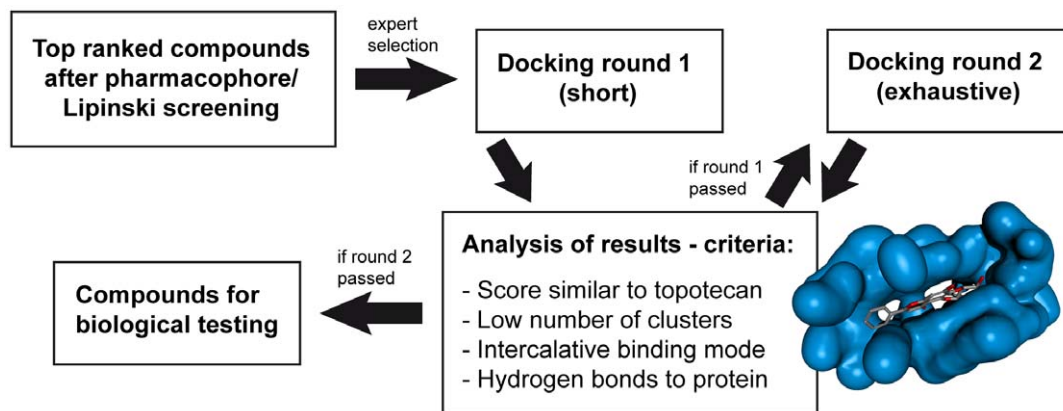 Top ranked compounds
after pharmacophore/
Lipinski screening
expert
selection
Docking round 1
(short)
Docking round 2
(exhaustive)
if round 1
passed
Analysis of results - criteria:
- Score similar to topotecan
- Low number of clusters
- Intercalative binding mode
- Hydrogen bonds to protein
if round 2
passed
Compounds for
biological testing